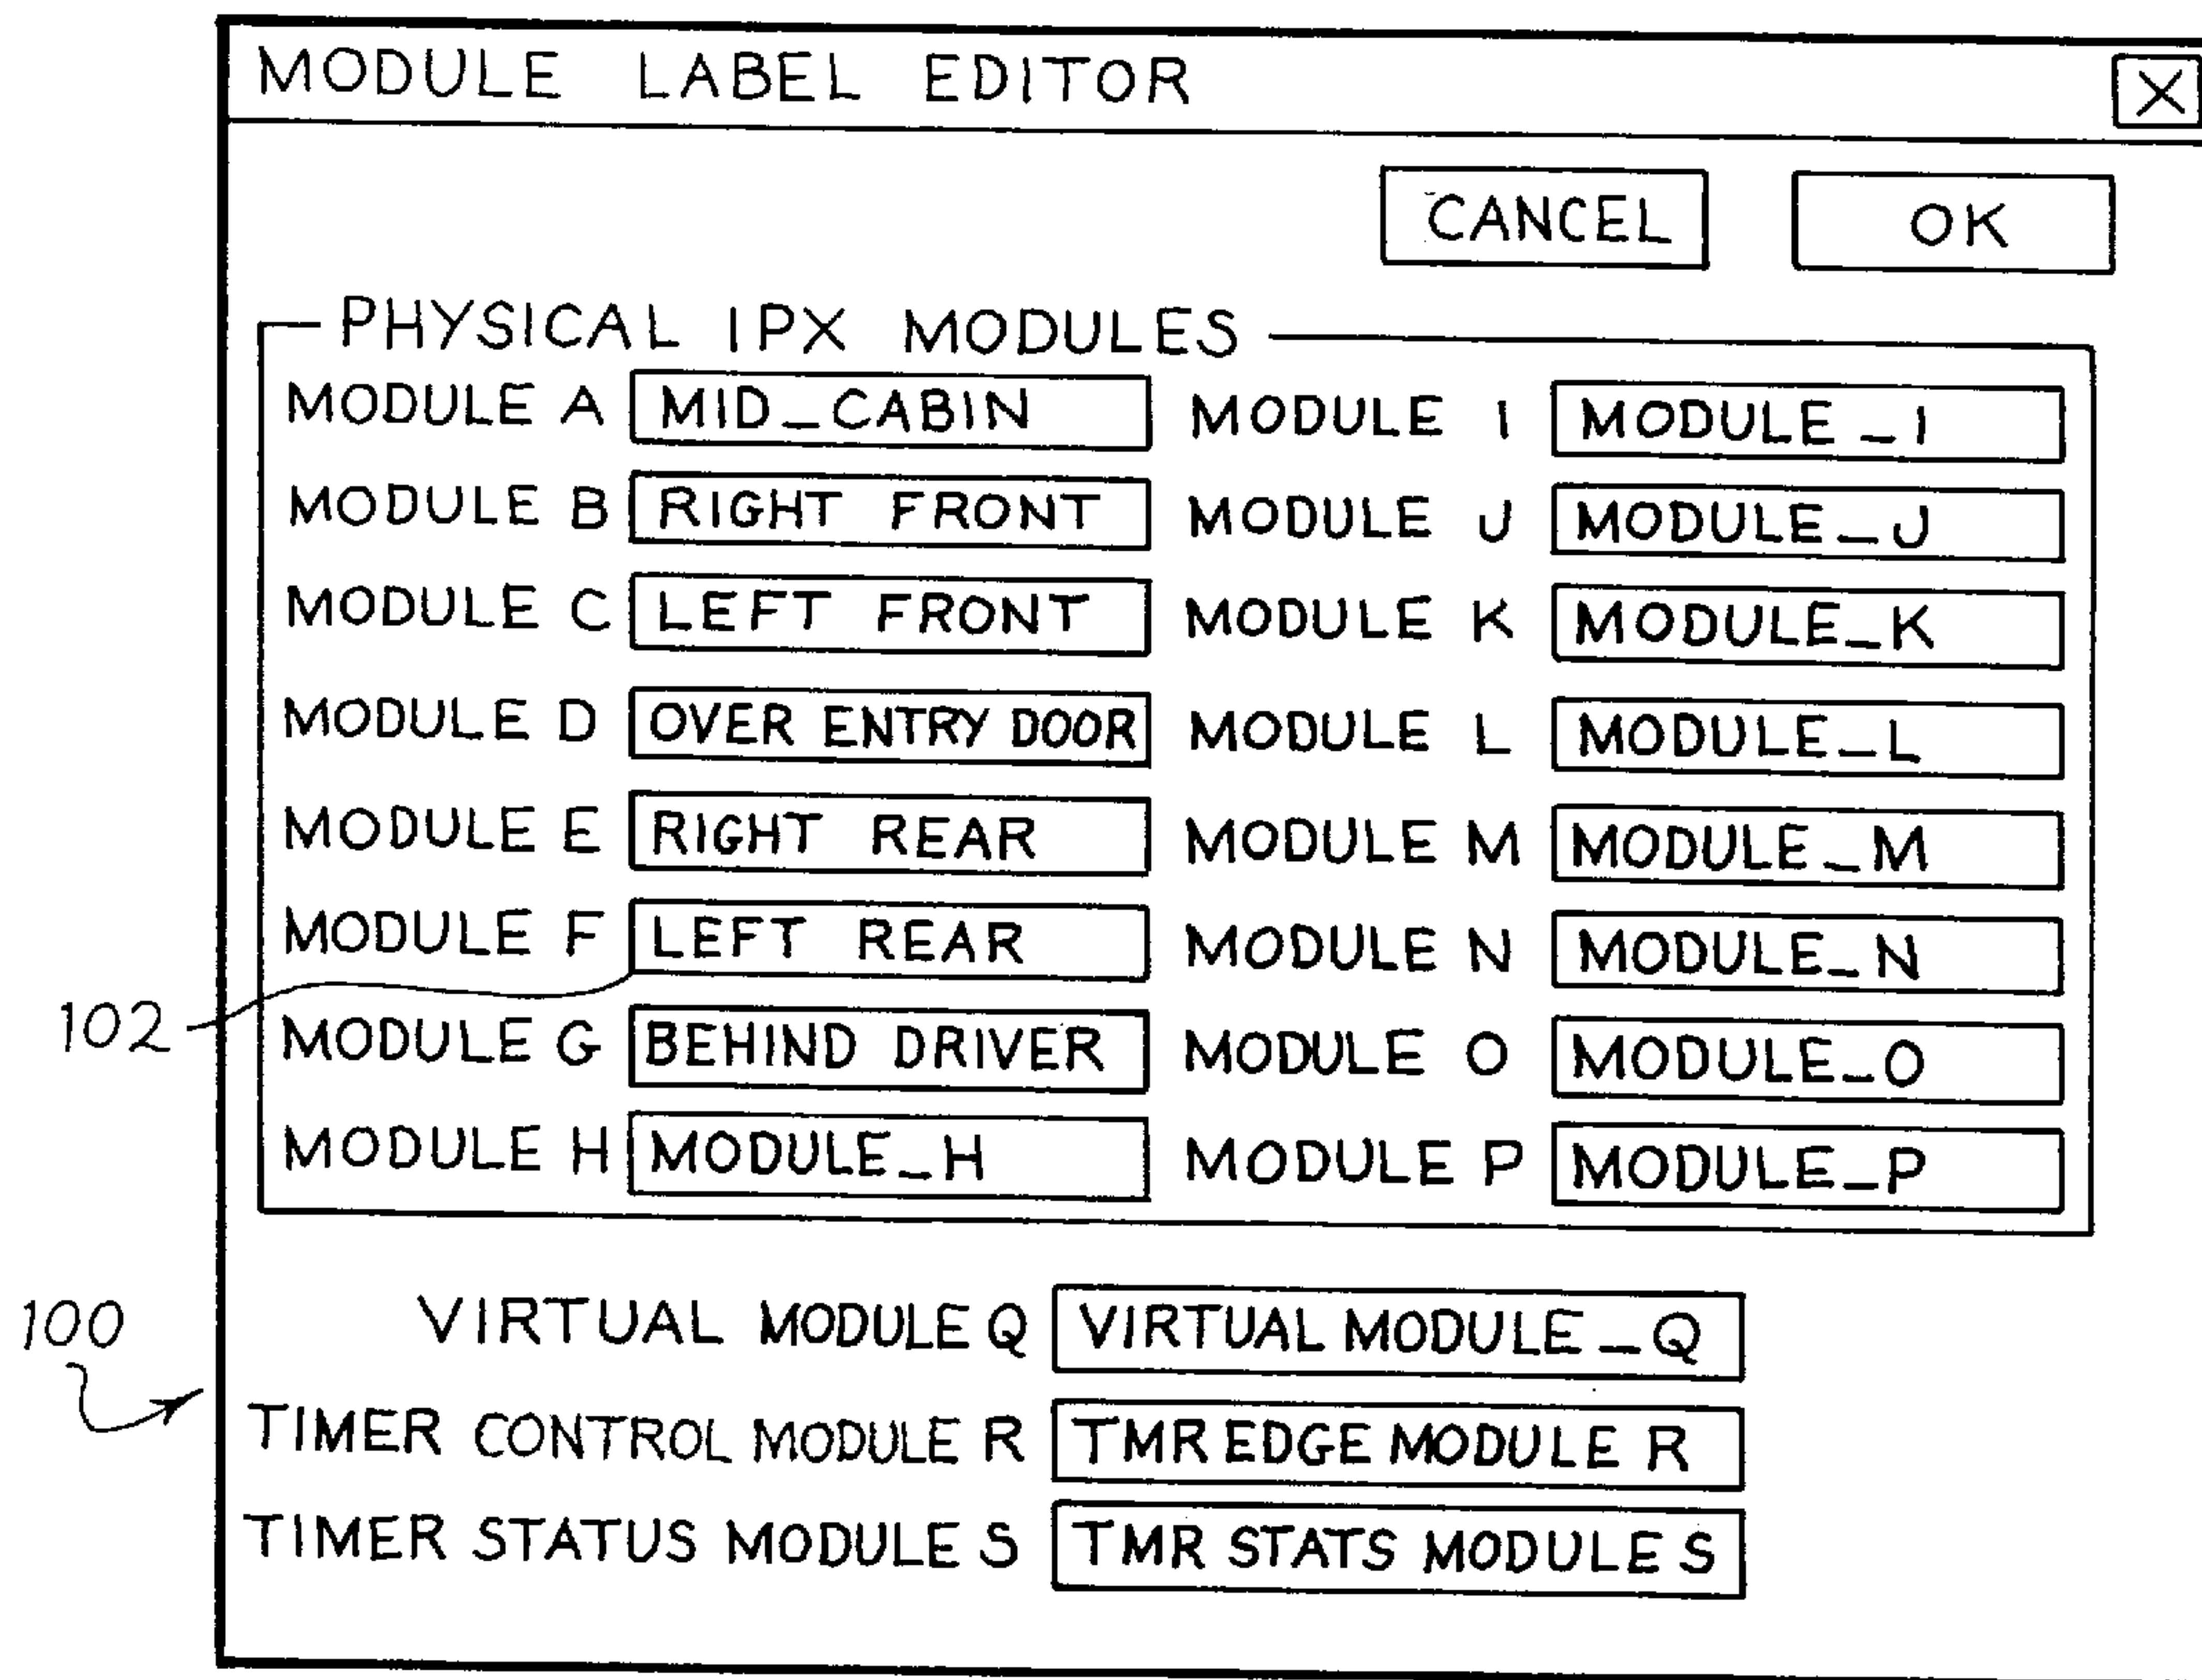 MODULE LABEL EDITOR X
CANCEL OK
PHYSICAL IPX MODULES
MODULE A MID_CABIN MODULE I MODULE_I
MODULE B RIGHT FRONT MODULE J MODULE_J
MODULE C LEFT FRONT MODULE K MODULE_K
MODULE D OVER ENTRY DOOR MODULE L MODULE_L
MODULE E RIGHT REAR MODULE M MODULE_M
MODULE F LEFT REAR MODULE N MODULE_N
102
MODULE G BEHIND DRIVER MODULE O MODULE_O
MODULE H MODULE_H MODULE P MODULE_P
100
VIRTUAL MODULE Q VIRTUAL MODULE_Q
TIMER CONTROL MODULE R TMR EDGE MODULE R
TIMER STATUS MODULE S TMR STATS MODULE S